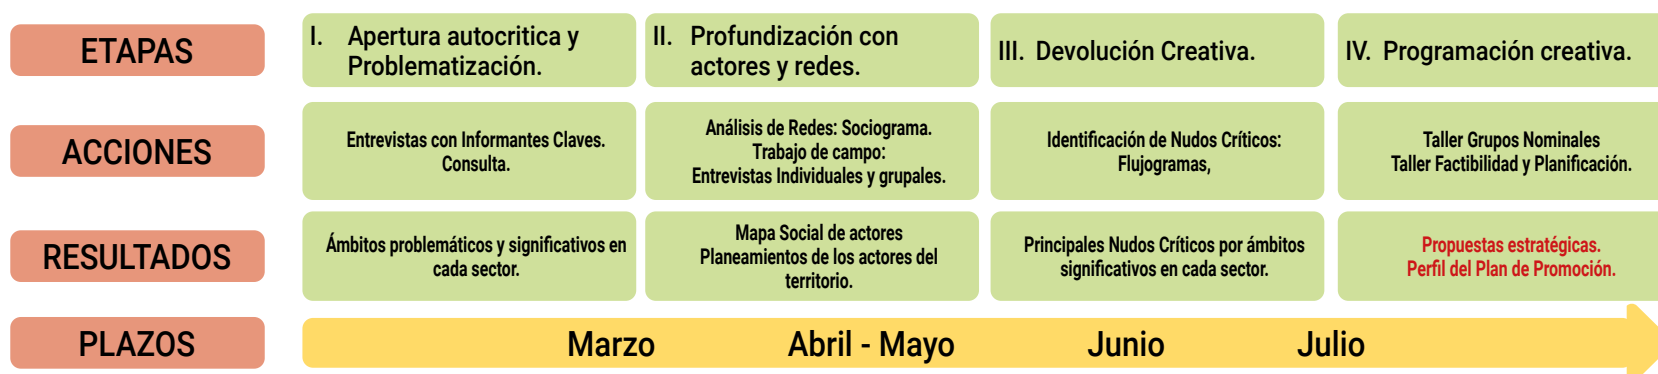 ETAPAS
I. Apertura autocritica y
Problematización.
II. Profundización con
actores y redes.
III. Devolución Creativa.
IV. Programación creativa.
ACCIONES
Entrevistas con Informantes Claves.
Consulta.
Análisis de Redes: Sociograma.
Trabajo de campo:
Entrevistas Individuales y grupales.
Identificación de Nudos Críticos:
Flujogramas,
Taller Grupos Nominales
Taller Factibilidad y Planificación.
RESULTADOS
Ámbitos problemáticos y significativos en
cada sector.
Mapa Social de actores
Planeamientos de los actores del
territorio.
Principales Nudos Críticos por ámbitos
significativos en cada sector.
Propuestas estratégicas.
Perfil del Plan de Promoción.
PLAZOS
Marzo
Abril - Mayo
Junio
Julio